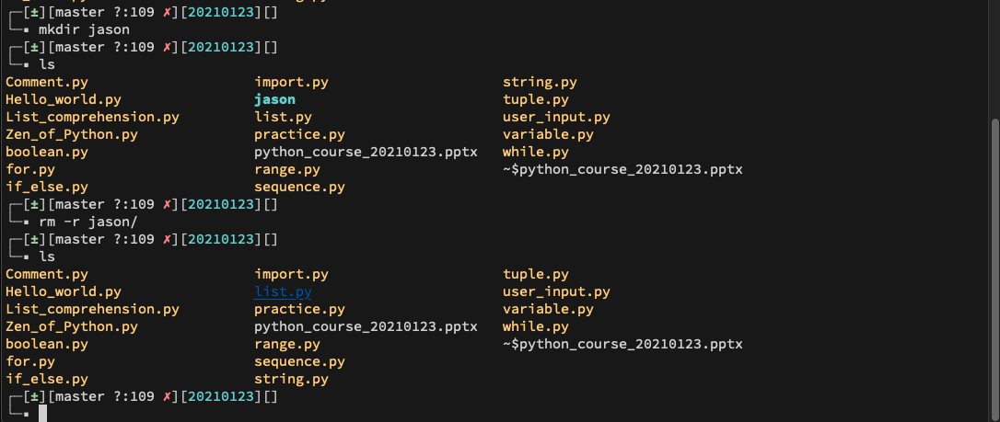 ┌─[±][master ?:109 ✗][20210123][]
└─▪ mkdir jason
┌─[±][master ?:109 ✗][20210123][]
└─▪ ls
Comment.py import.py string.py
Hello_world.py jason tuple.py
List_comprehension.py list.py user_input.py
Zen_of_Python.py practice.py variable.py
boolean.py python_course_20210123.pptx while.py
for.py range.py ~$python_course_20210123.pptx
if_else.py sequence.py
┌─[±][master ?:109 ✗][20210123][]
└─▪ rm -r jason/
┌─[±][master ?:109 ✗][20210123][]
└─▪ ls
Comment.py import.py tuple.py
Hello_world.py list.py user_input.py
List_comprehension.py practice.py variable.py
Zen_of_Python.py python_course_20210123.pptx while.py
boolean.py range.py ~$python_course_20210123.pptx
for.py sequence.py
if_else.py string.py
┌─[±][master ?:109 ✗][20210123][]
└─▪